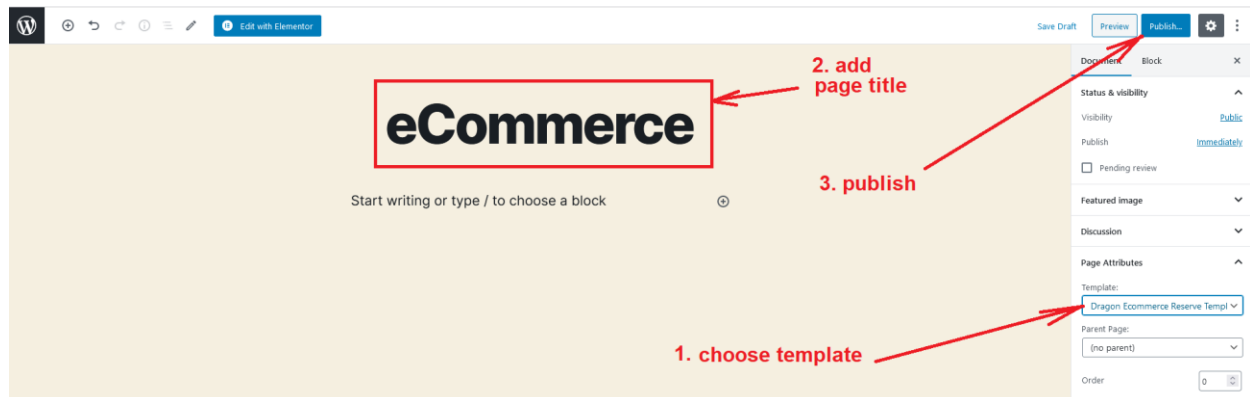 Edit with Elementor
Save Draft
Preview
Publish...
2. add
page title
Document
Block
eCommerce
Status & visibility
Visibility
Public
Publish
Immediately
Pending review
3. publish
Start writing or type / to choose a block
Featured image
Discussion
Page Attributes
Template:
Dragon Ecommerce Reserve Templ
Parent Page:
(no parent)
1. choose template
Order
0